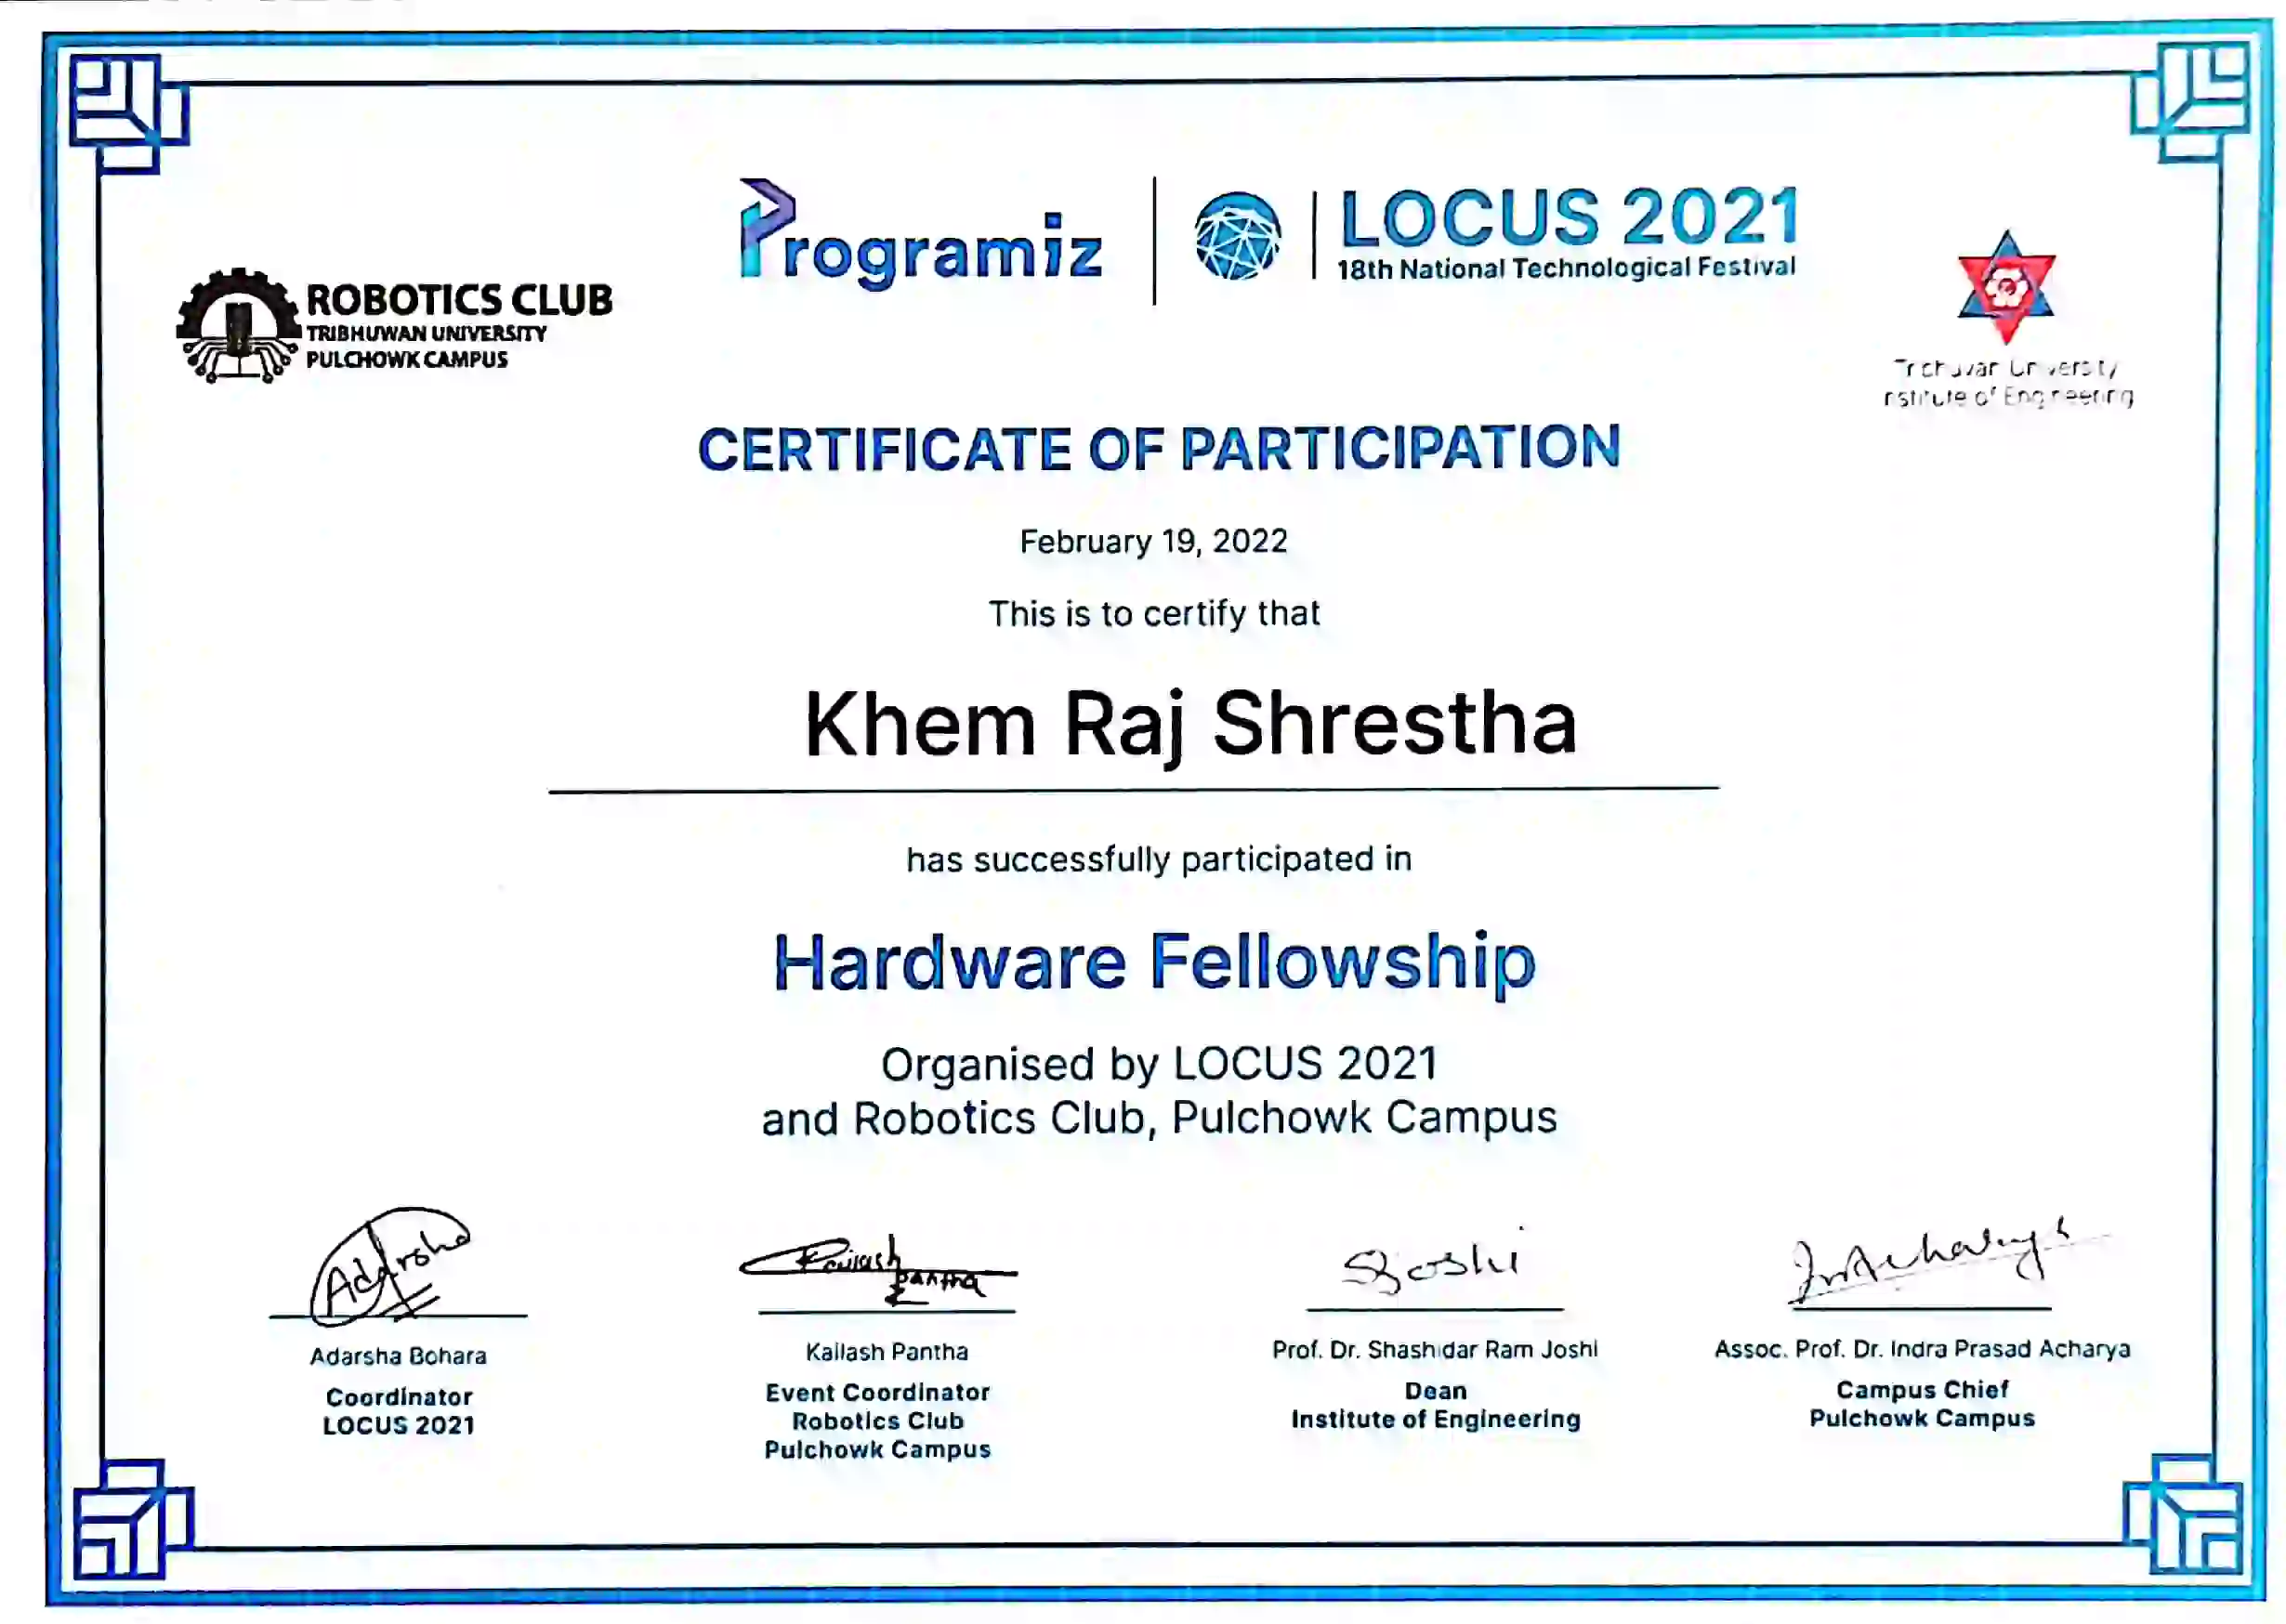 Programiz
LOCUS 2021
18th National Technological Festival
ROBOTICS CLUB
TRIBHUWAN UNIVERSITY
PULCHOWK CAMPUS
Tribhuvan University
Institute of Engineering
CERTIFICATE OF PARTICIPATION
February 19, 2022
This is to certify that
Khem Raj Shrestha
has successfully participated in
Hardware Fellowship
Organised by LOCUS 2021
and Robotics Club, Pulchowk Campus
Adarsha
Kailash
Pantha
SRJoshi
Adarsha Bohara
Coordinator
LOCUS 2021
Kailash Pantha
Event Coordinator
Robotics Club
Pulchowk Campus
Prof. Dr. Shashidar Ram Joshi
Dean
Institute of Engineering
Assoc. Prof. Dr. Indra Prasad Acharya
Campus Chief
Pulchowk Campus